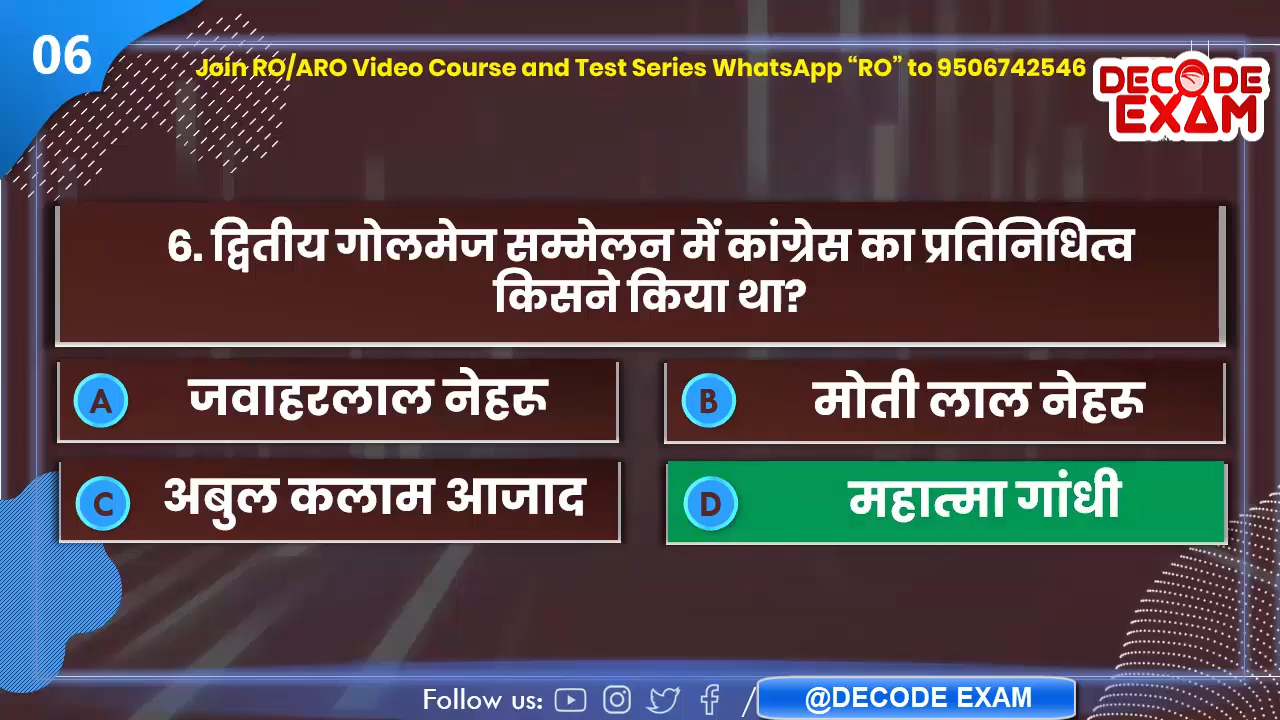 06
Join RO/ARO Video Course and Test Series WhatsApp “RO” to 9506742546
DECODE
EXAM
6. द्वितीय गोलमेज सम्मेलन में कांग्रेस का प्रतिनिधित्व
किसने किया था?
A जवाहरलाल नेहरू
B मोती लाल नेहरू
C अबुल कलाम आजाद
D महात्मा गांधी
Follow us: / @DECODE EXAM